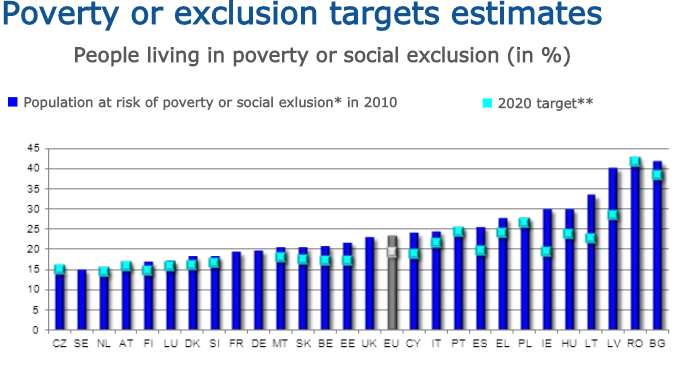 Poverty or exclusion targets estimates
People living in poverty or social exclusion (in %)
Population at risk of poverty or social exlusion* in 2010
2020 target**
45
40
35
30
25
20
15
10
5
0
CZ SE NL AT FI LU DK SI FR DE MT SK BE EE UK EU CY IT PT ES EL PL IE HU LT LV RO BG